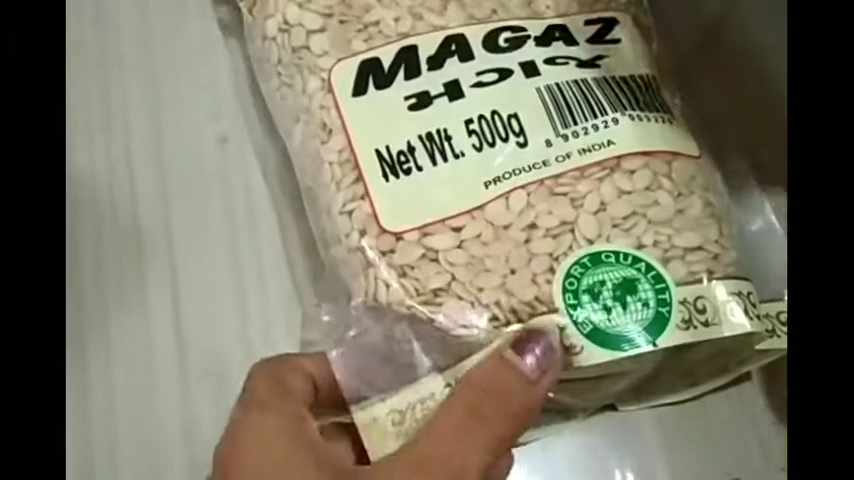 MAGAZ
મગજ
Net Wt. 500g
PRODUCE OF INDIA
EXPORT QUALITY